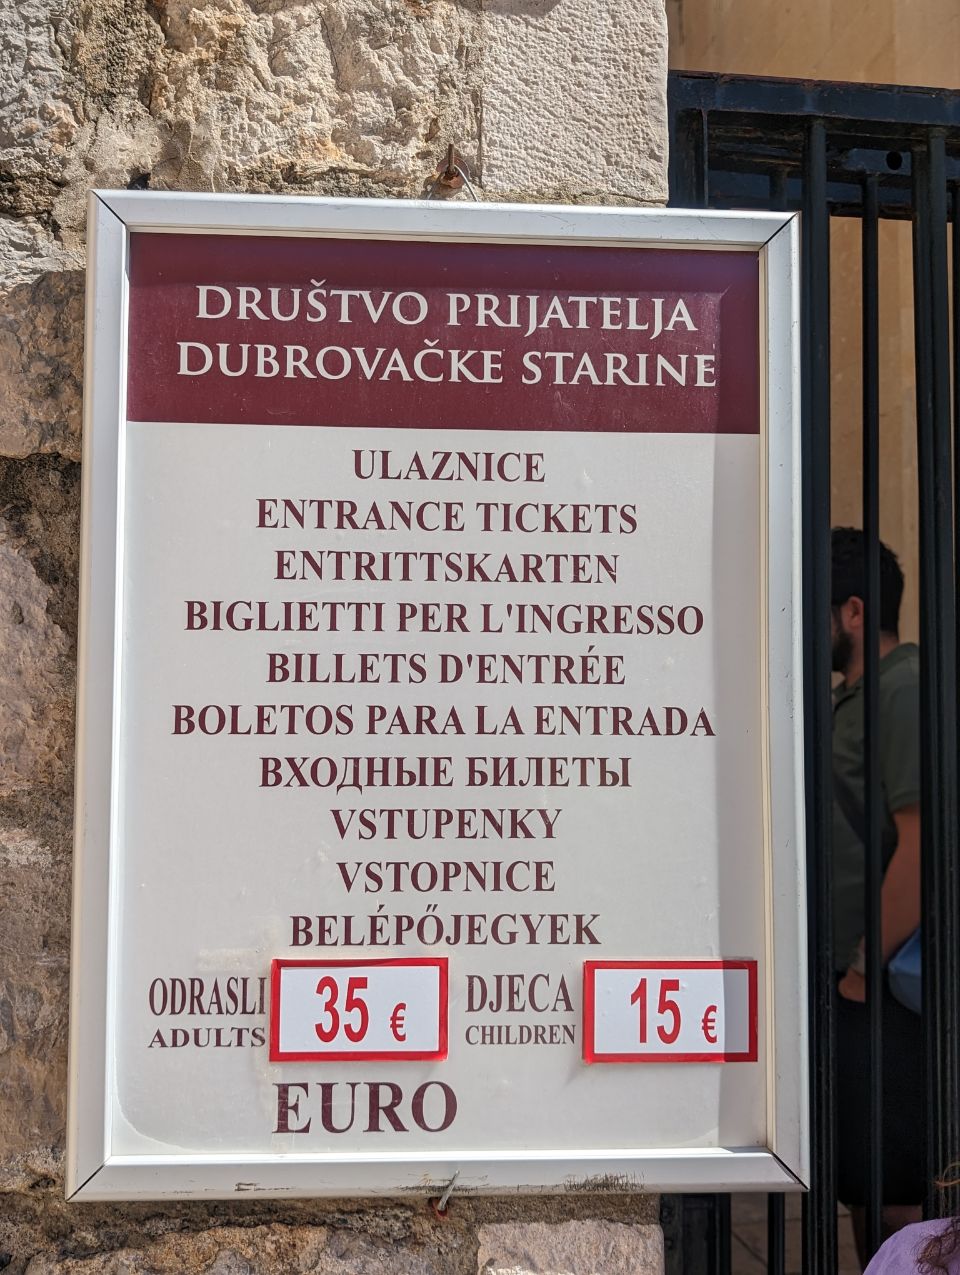 DRUŠTVO PRIJATELJA
DUBROVAČKE STARINE
ULAZNICE
ENTRANCE TICKETS
ENTRITTSKARTEN
BIGLIETTI PER L'INGRESSO
BILLETS D'ENTRÉE
BOLETOS PARA LA ENTRADA
ВХОДНЫЕ БИЛЕТЫ
VSTUPENKY
VSTOPNICE
BELÉPŐJEGYEK
ODRASLI 35 € DJECA 15 €
ADULTS CHILDREN
EURO